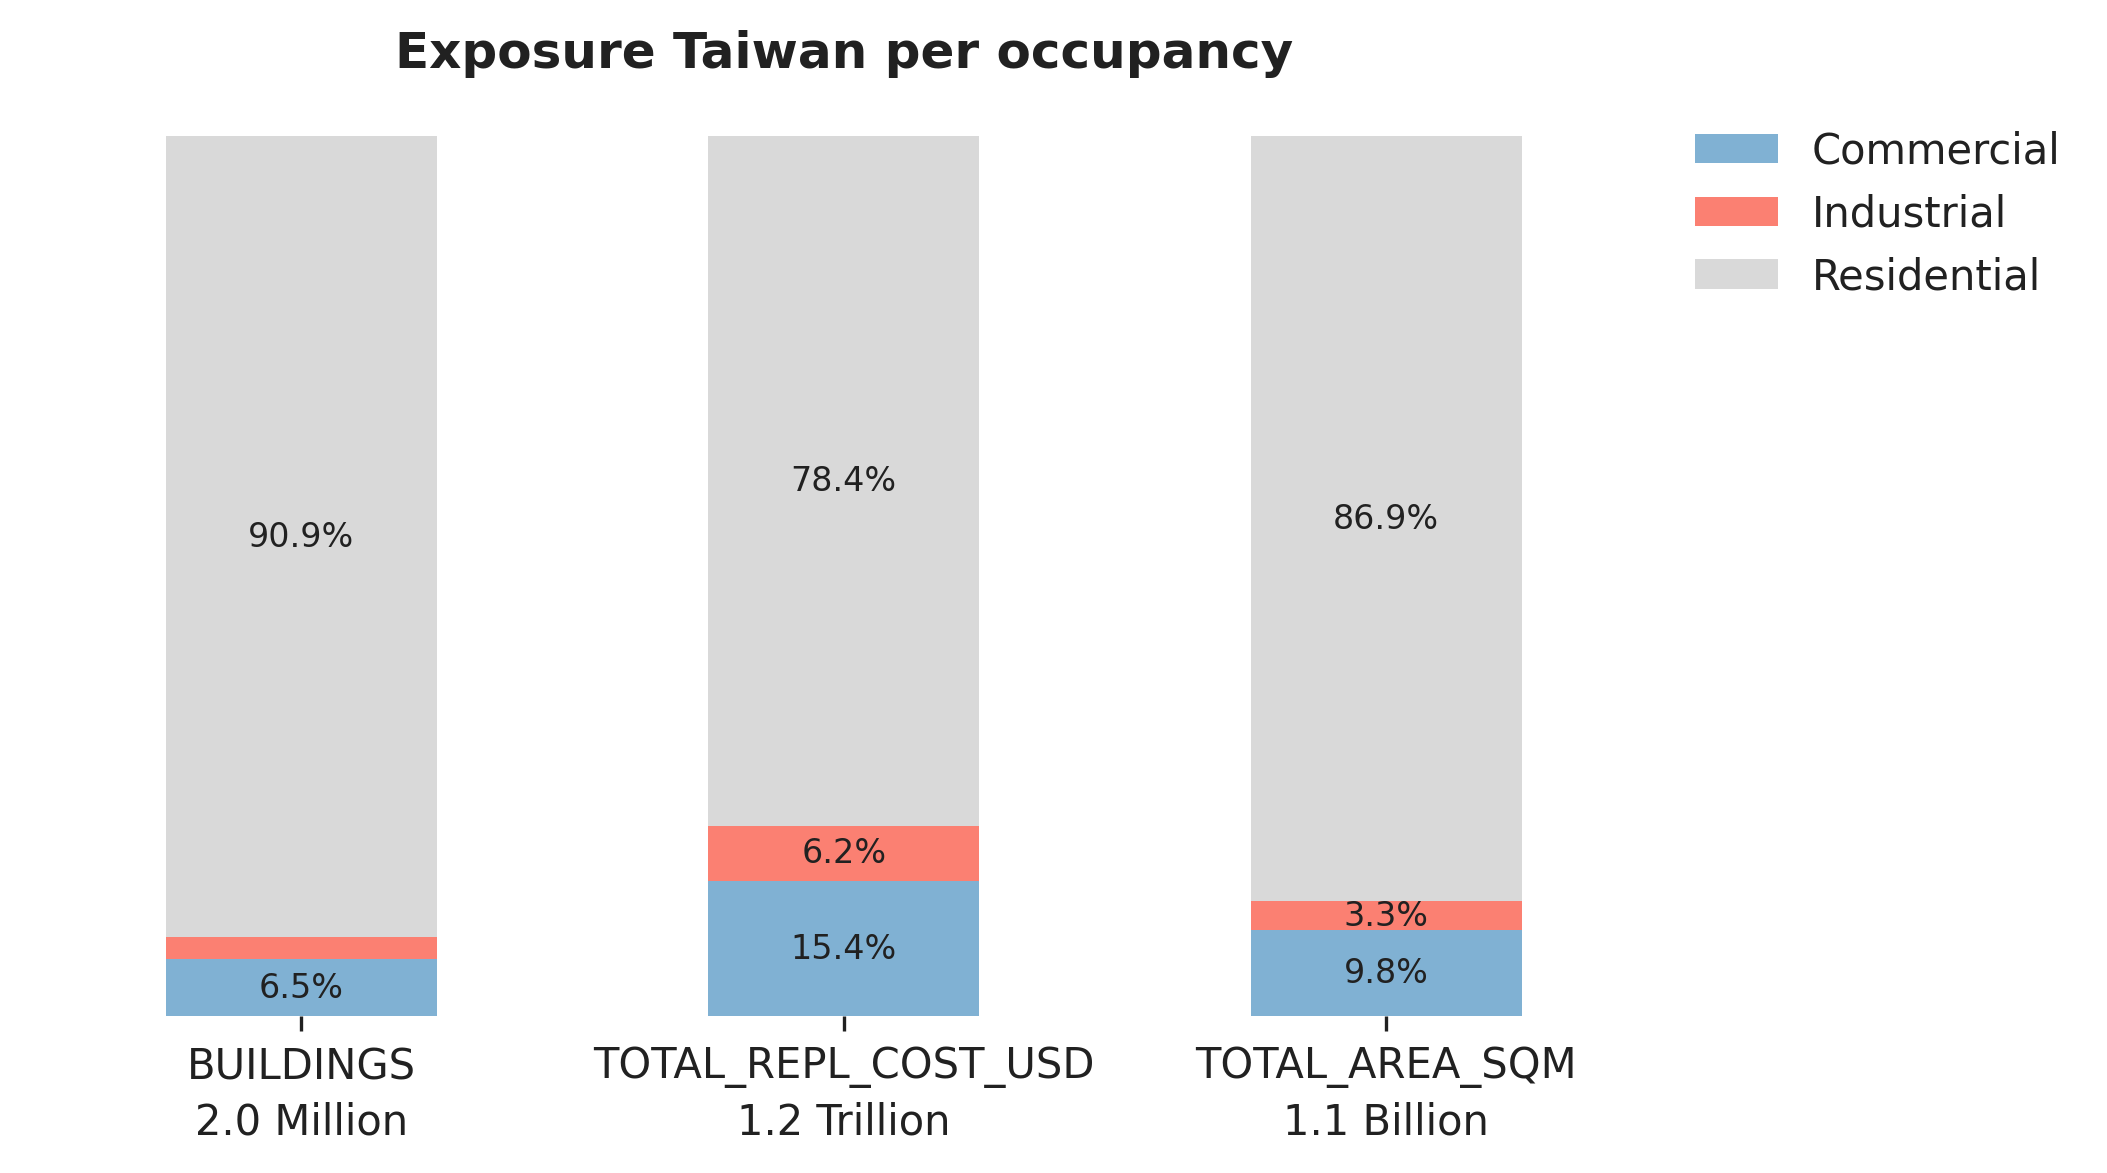 Exposure Taiwan per occupancy
Commercial
Industrial
Residential
90.9%
6.5%
78.4%
6.2%
15.4%
86.9%
3.3%
9.8%
BUILDINGS
2.0 Million
TOTAL_REPL_COST_USD
1.2 Trillion
TOTAL_AREA_SQM
1.1 Billion